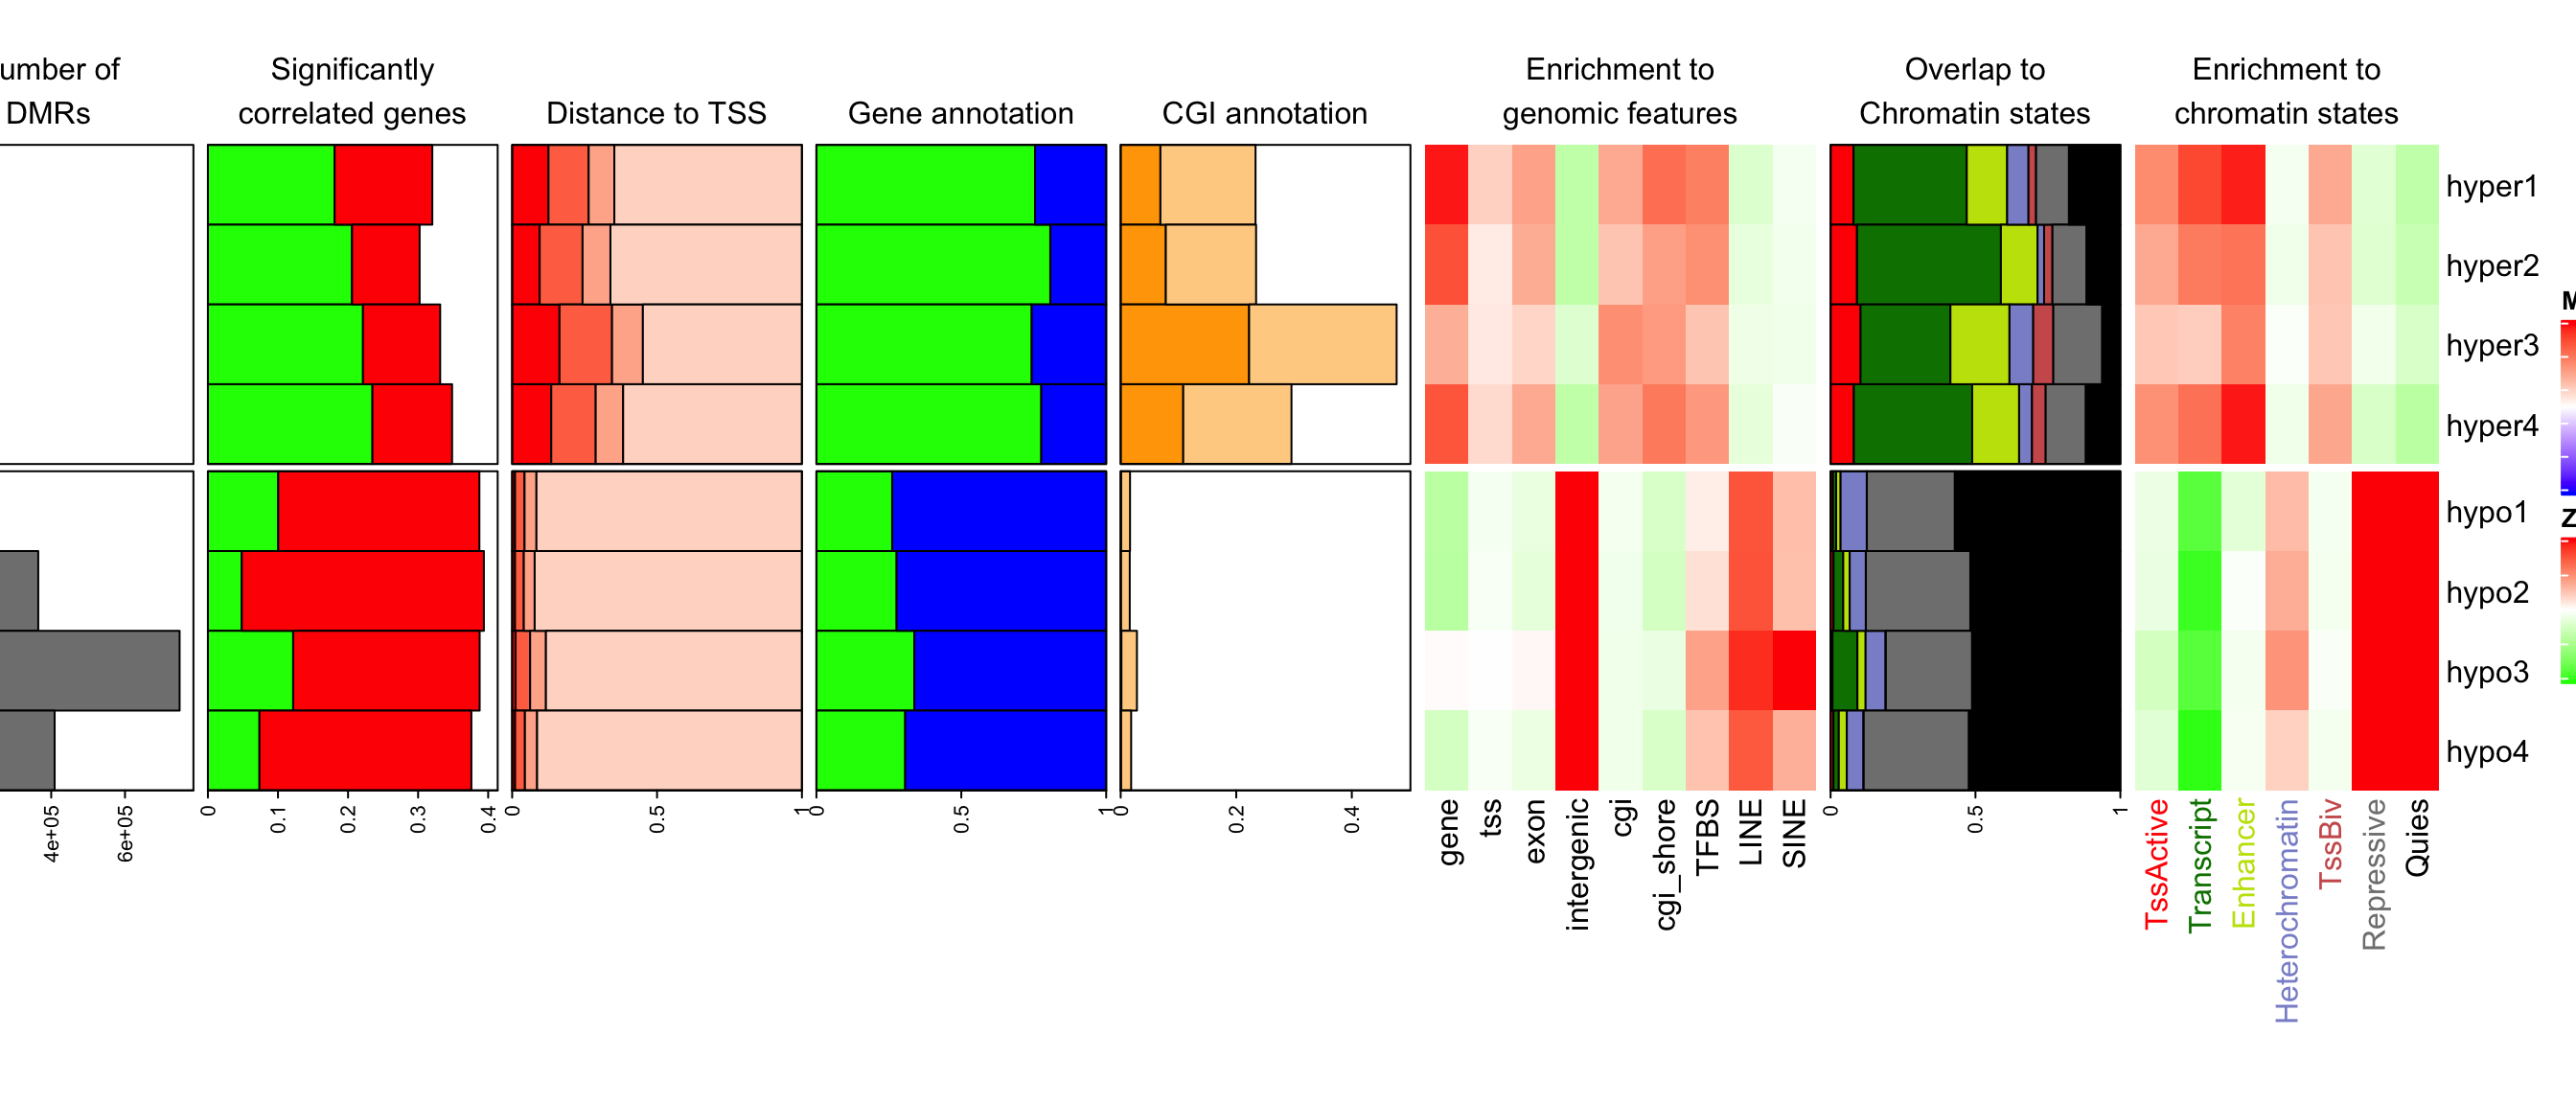 umber of
DMRs
Significantly
correlated genes
Distance to TSS
Gene annotation
CGI annotation
Enrichment to
genomic features
Overlap to
Chromatin states
Enrichment to
chromatin states
hyper1
hyper2
hyper3
hyper4
hypo1
hypo2
hypo3
hypo4
M
Z
4e+05
6e+05
0
0.1
0.2
0.3
0.4
0
0.5
1
0
0.5
1
0
0.2
0.4
gene
tss
exon
intergenic
cgi
cgi_shore
TFBS
LINE
SINE
0
0.5
1
TssActive
Transcript
Enhancer
Heterochromatin
TssBiv
Repressive
Quies